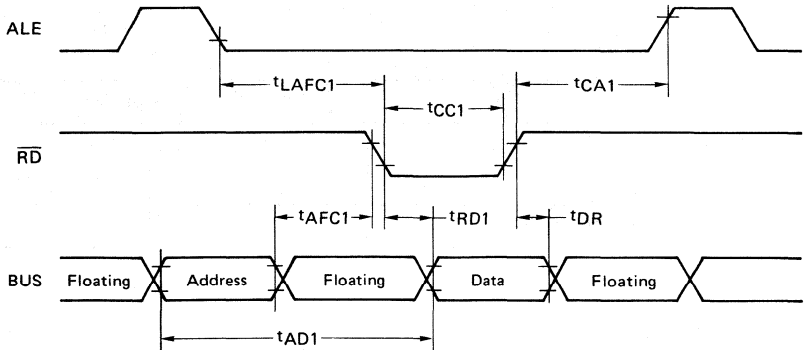 ALE
tLAFC1
tCC1
tCA1
RD
tAFC1
tRD1
tDR
BUS
Floating
Address
Floating
Data
Floating
tAD1